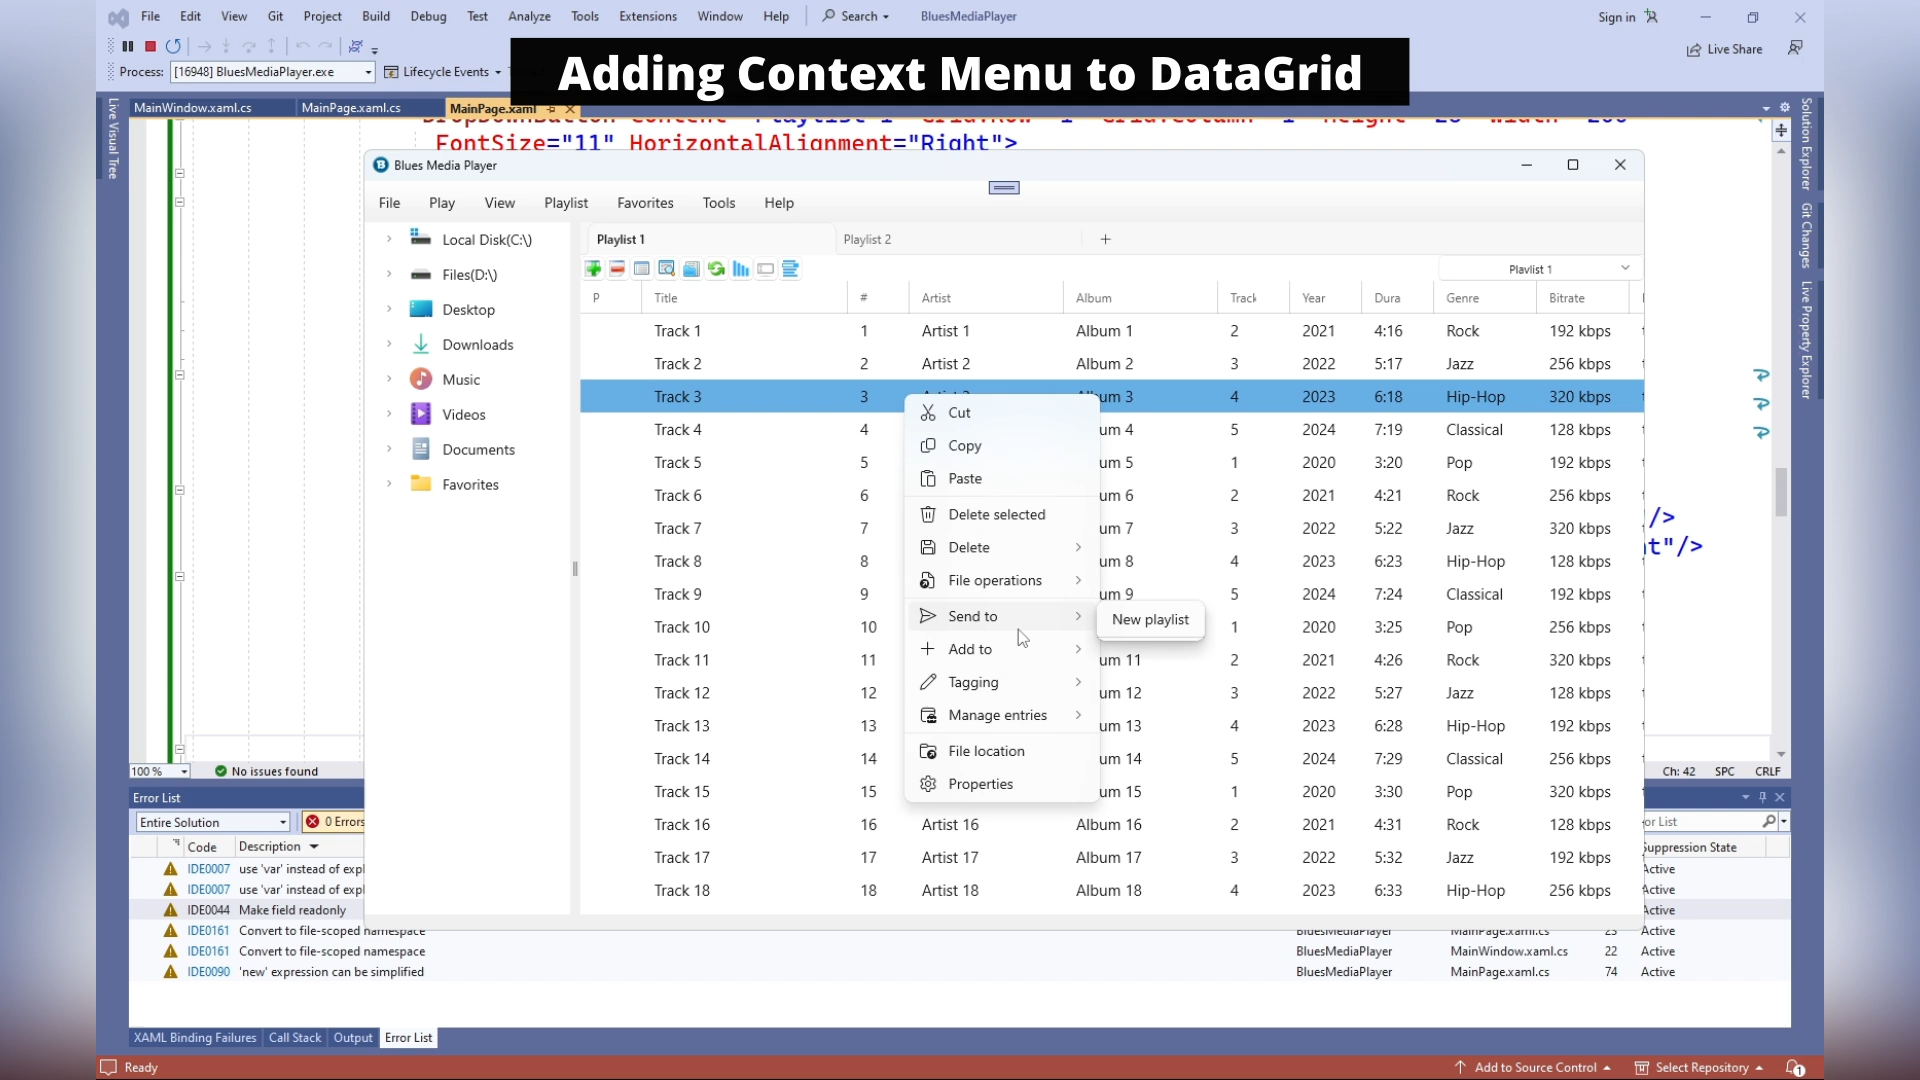 File Edit View Git Project Build Debug Test Analyze Tools Extensions Window Help Search BluesMediaPlayer Sign in
Live Share
Process: [16948] BluesMediaPlayer.exe Lifecycle Events
Adding Context Menu to DataGrid
MainWindow.xaml.cs MainPage.xaml.cs MainPage.xaml
Live Visual Tree
Solution Explorer
Git Changes
Live Property Explorer
FontSize="11" HorizontalAlignment="Right">
Blues Media Player
File Play View Playlist Favorites Tools Help
Local Disk(C:\)
Files(D:\)
Desktop
Downloads
Music
Videos
Documents
Favorites
Playlist 1 Playlist 2 +
Playlist 1
P Title # Artist Album Track Year Dura Genre Bitrate
Track 1 1 Artist 1 Album 1 2 2021 4:16 Rock 192 kbps
Track 2 2 Artist 2 Album 2 3 2022 5:17 Jazz 256 kbps
Track 3 3 um 3 4 2023 6:18 Hip-Hop 320 kbps
Track 4 4 um 4 5 2024 7:19 Classical 128 kbps
Track 5 5 um 5 1 2020 3:20 Pop 192 kbps
Track 6 6 um 6 2 2021 4:21 Rock 256 kbps
Track 7 7 um 7 3 2022 5:22 Jazz 320 kbps
Track 8 8 um 8 4 2023 6:23 Hip-Hop 128 kbps
Track 9 9 um 9 5 2024 7:24 Classical 192 kbps
Track 10 10 1 2020 3:25 Pop 256 kbps
Track 11 11 um 11 2 2021 4:26 Rock 320 kbps
Track 12 12 um 12 3 2022 5:27 Jazz 128 kbps
Track 13 13 um 13 4 2023 6:28 Hip-Hop 192 kbps
Track 14 14 um 14 5 2024 7:29 Classical 256 kbps
Track 15 15 um 15 1 2020 3:30 Pop 320 kbps
Track 16 16 Artist 16 Album 16 2 2021 4:31 Rock 128 kbps
Track 17 17 Artist 17 Album 17 3 2022 5:32 Jazz 192 kbps
Track 18 18 Artist 18 Album 18 4 2023 6:33 Hip-Hop 256 kbps
Cut
Copy
Paste
Delete selected
Delete
File operations
Send to
New playlist
Add to
Tagging
Manage entries
File location
Properties
/>
t"/>
100 % No issues found Ch: 42 SPC CRLF
Error List
Entire Solution 0 Errors or List
Code Description Suppression State
IDE0007 use 'var' instead of expl Active
IDE0007 use 'var' instead of expl Active
IDE0044 Make field readonly Active
IDE0161 Convert to file-scoped namespace BluesMediaPlayer MainPage.xaml.cs 23 Active
IDE0161 Convert to file-scoped namespace BluesMediaPlayer MainWindow.xaml.cs 22 Active
IDE0090 'new' expression can be simplified BluesMediaPlayer MainPage.xaml.cs 74 Active
XAML Binding Failures Call Stack Output Error List
Ready Add to Source Control Select Repository 1